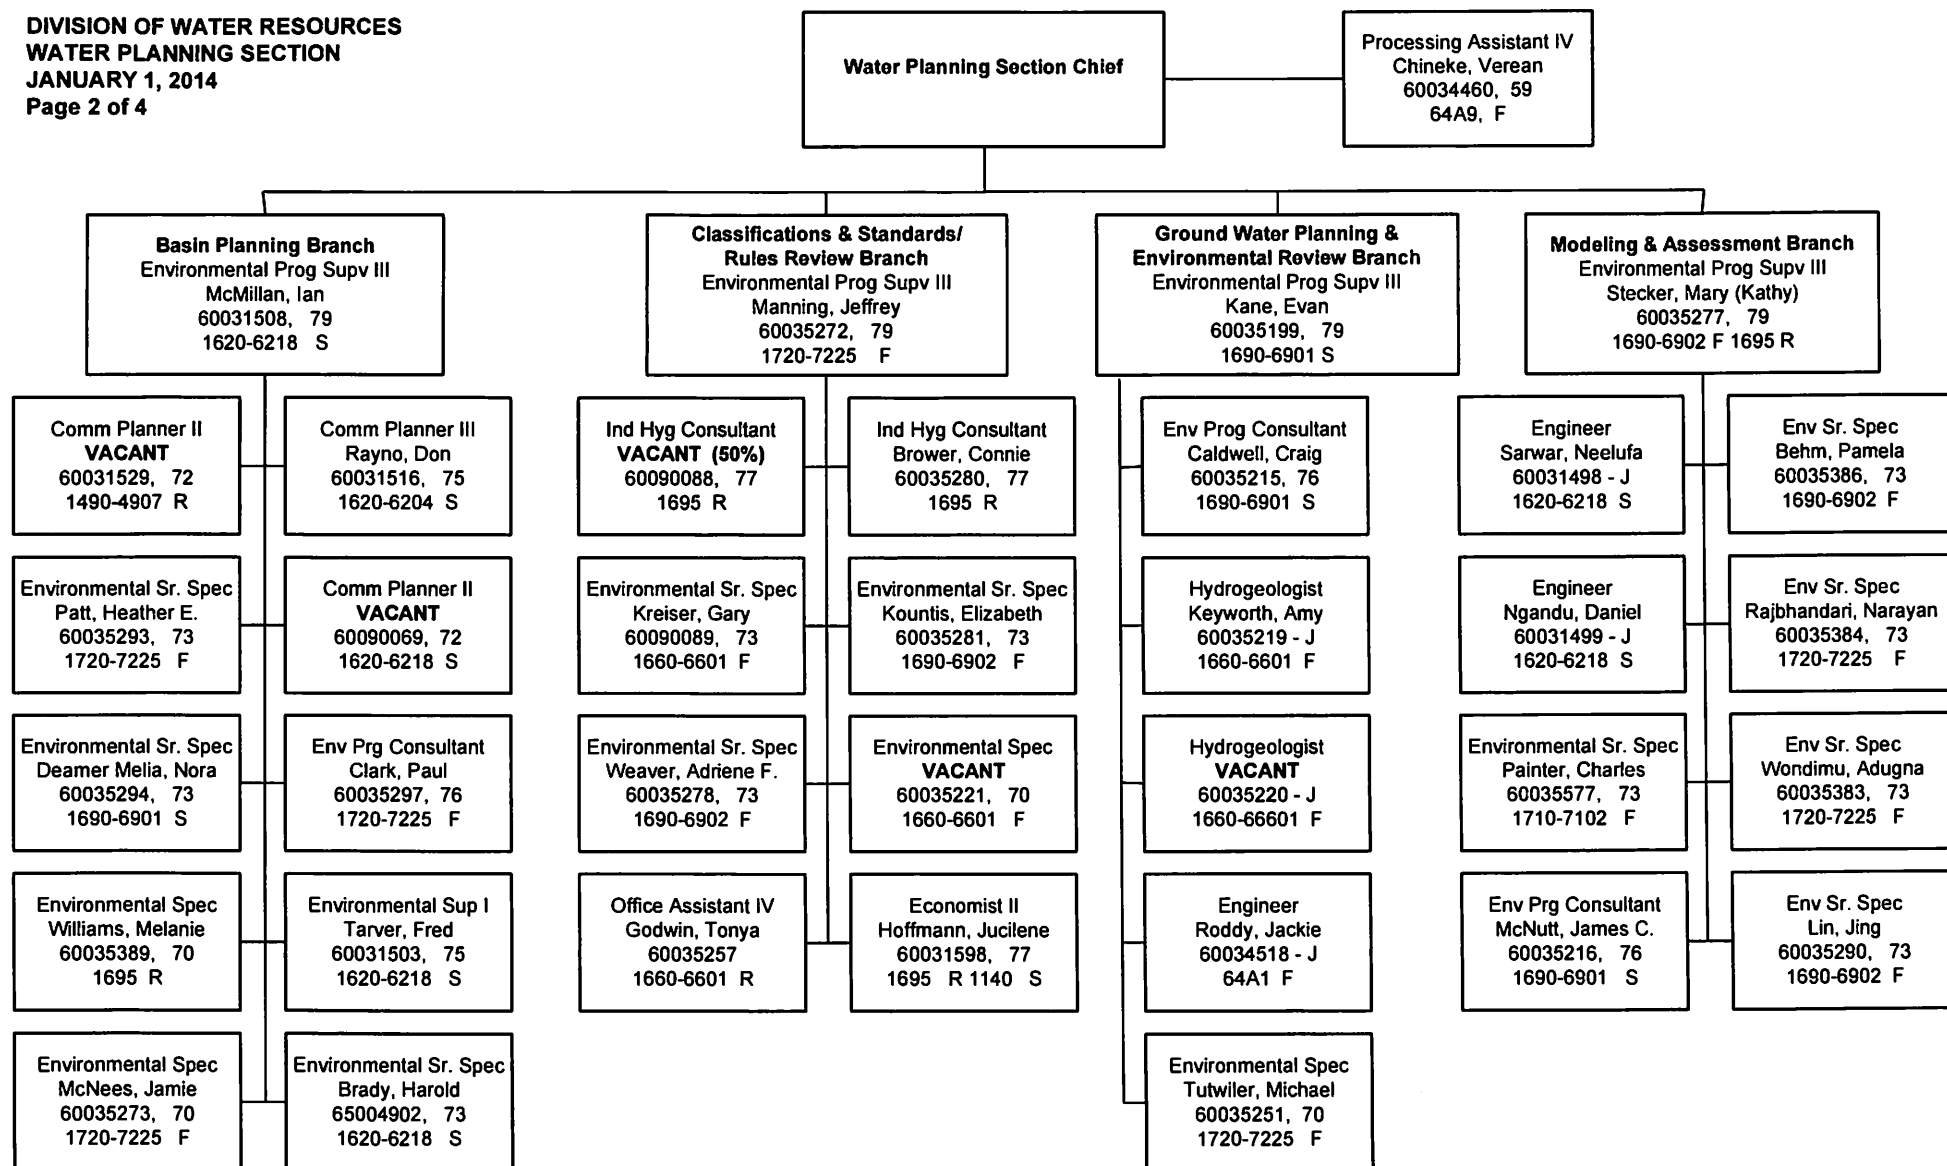 DIVISION OF WATER RESOURCES
WATER PLANNING SECTION
JANUARY 1, 2014
Page 2 of 4
Water Planning Section Chief
Processing Assistant IV
Chineke, Verean
60034460, 59
64A9, F
Basin Planning Branch
Environmental Prog Supv III
McMillan, Ian
60031508, 79
1620-6218 S
Classifications & Standards/
Rules Review Branch
Environmental Prog Supv III
Manning, Jeffrey
60035272, 79
1720-7225 F
Ground Water Planning &
Environmental Review Branch
Environmental Prog Supv III
Kane, Evan
60035199, 79
1690-6901 S
Modeling & Assessment Branch
Environmental Prog Supv III
Stecker, Mary (Kathy)
60035277, 79
1690-6902 F 1695 R
Comm Planner II
VACANT
60031529, 72
1490-4907 R
Comm Planner III
Rayno, Don
60031516, 75
1620-6204 S
Environmental Sr. Spec
Patt, Heather E.
60035293, 73
1720-7225 F
Comm Planner II
VACANT
60090069, 72
1620-6218 S
Environmental Sr. Spec
Deamer Melia, Nora
60035294, 73
1690-6901 S
Env Prg Consultant
Clark, Paul
60035297, 76
1720-7225 F
Environmental Spec
Williams, Melanie
60035389, 70
1695 R
Environmental Sup I
Tarver, Fred
60031503, 75
1620-6218 S
Environmental Spec
McNees, Jamie
60035273, 70
1720-7225 F
Environmental Sr. Spec
Brady, Harold
65004902, 73
1620-6218 S
Ind Hyg Consultant
VACANT (50%)
60090088, 77
1695 R
Ind Hyg Consultant
Brower, Connie
60035280, 77
1695 R
Environmental Sr. Spec
Kreiser, Gary
60090089, 73
1660-6601 F
Environmental Sr. Spec
Kountis, Elizabeth
60035281, 73
1690-6902 F
Environmental Sr. Spec
Weaver, Adriene F.
60035278, 73
1690-6902 F
Environmental Spec
VACANT
60035221, 70
1660-6601 F
Office Assistant IV
Godwin, Tonya
60035257
1660-6601 R
Economist II
Hoffmann, Jucilene
60031598, 77
1695 R 1140 S
Env Prog Consultant
Caldwell, Craig
60035215, 76
1690-6901 S
Hydrogeologist
Keyworth, Amy
60035219 - J
1660-6601 F
Hydrogeologist
VACANT
60035220 - J
1660-66601 F
Engineer
Roddy, Jackie
60034518 - J
64A1 F
Environmental Spec
Tutwiler, Michael
60035251, 70
1720-7225 F
Engineer
Sarwar, Neelufa
60031498 - J
1620-6218 S
Env Sr. Spec
Behm, Pamela
60035386, 73
1690-6902 F
Engineer
Ngandu, Daniel
60031499 - J
1620-6218 S
Env Sr. Spec
Rajbhandari, Narayan
60035384, 73
1720-7225 F
Environmental Sr. Spec
Painter, Charles
60035577, 73
1710-7102 F
Env Sr. Spec
Wondimu, Adugna
60035383, 73
1720-7225 F
Env Prg Consultant
McNutt, James C.
60035216, 76
1690-6901 S
Env Sr. Spec
Lin, Jing
60035290, 73
1690-6902 F